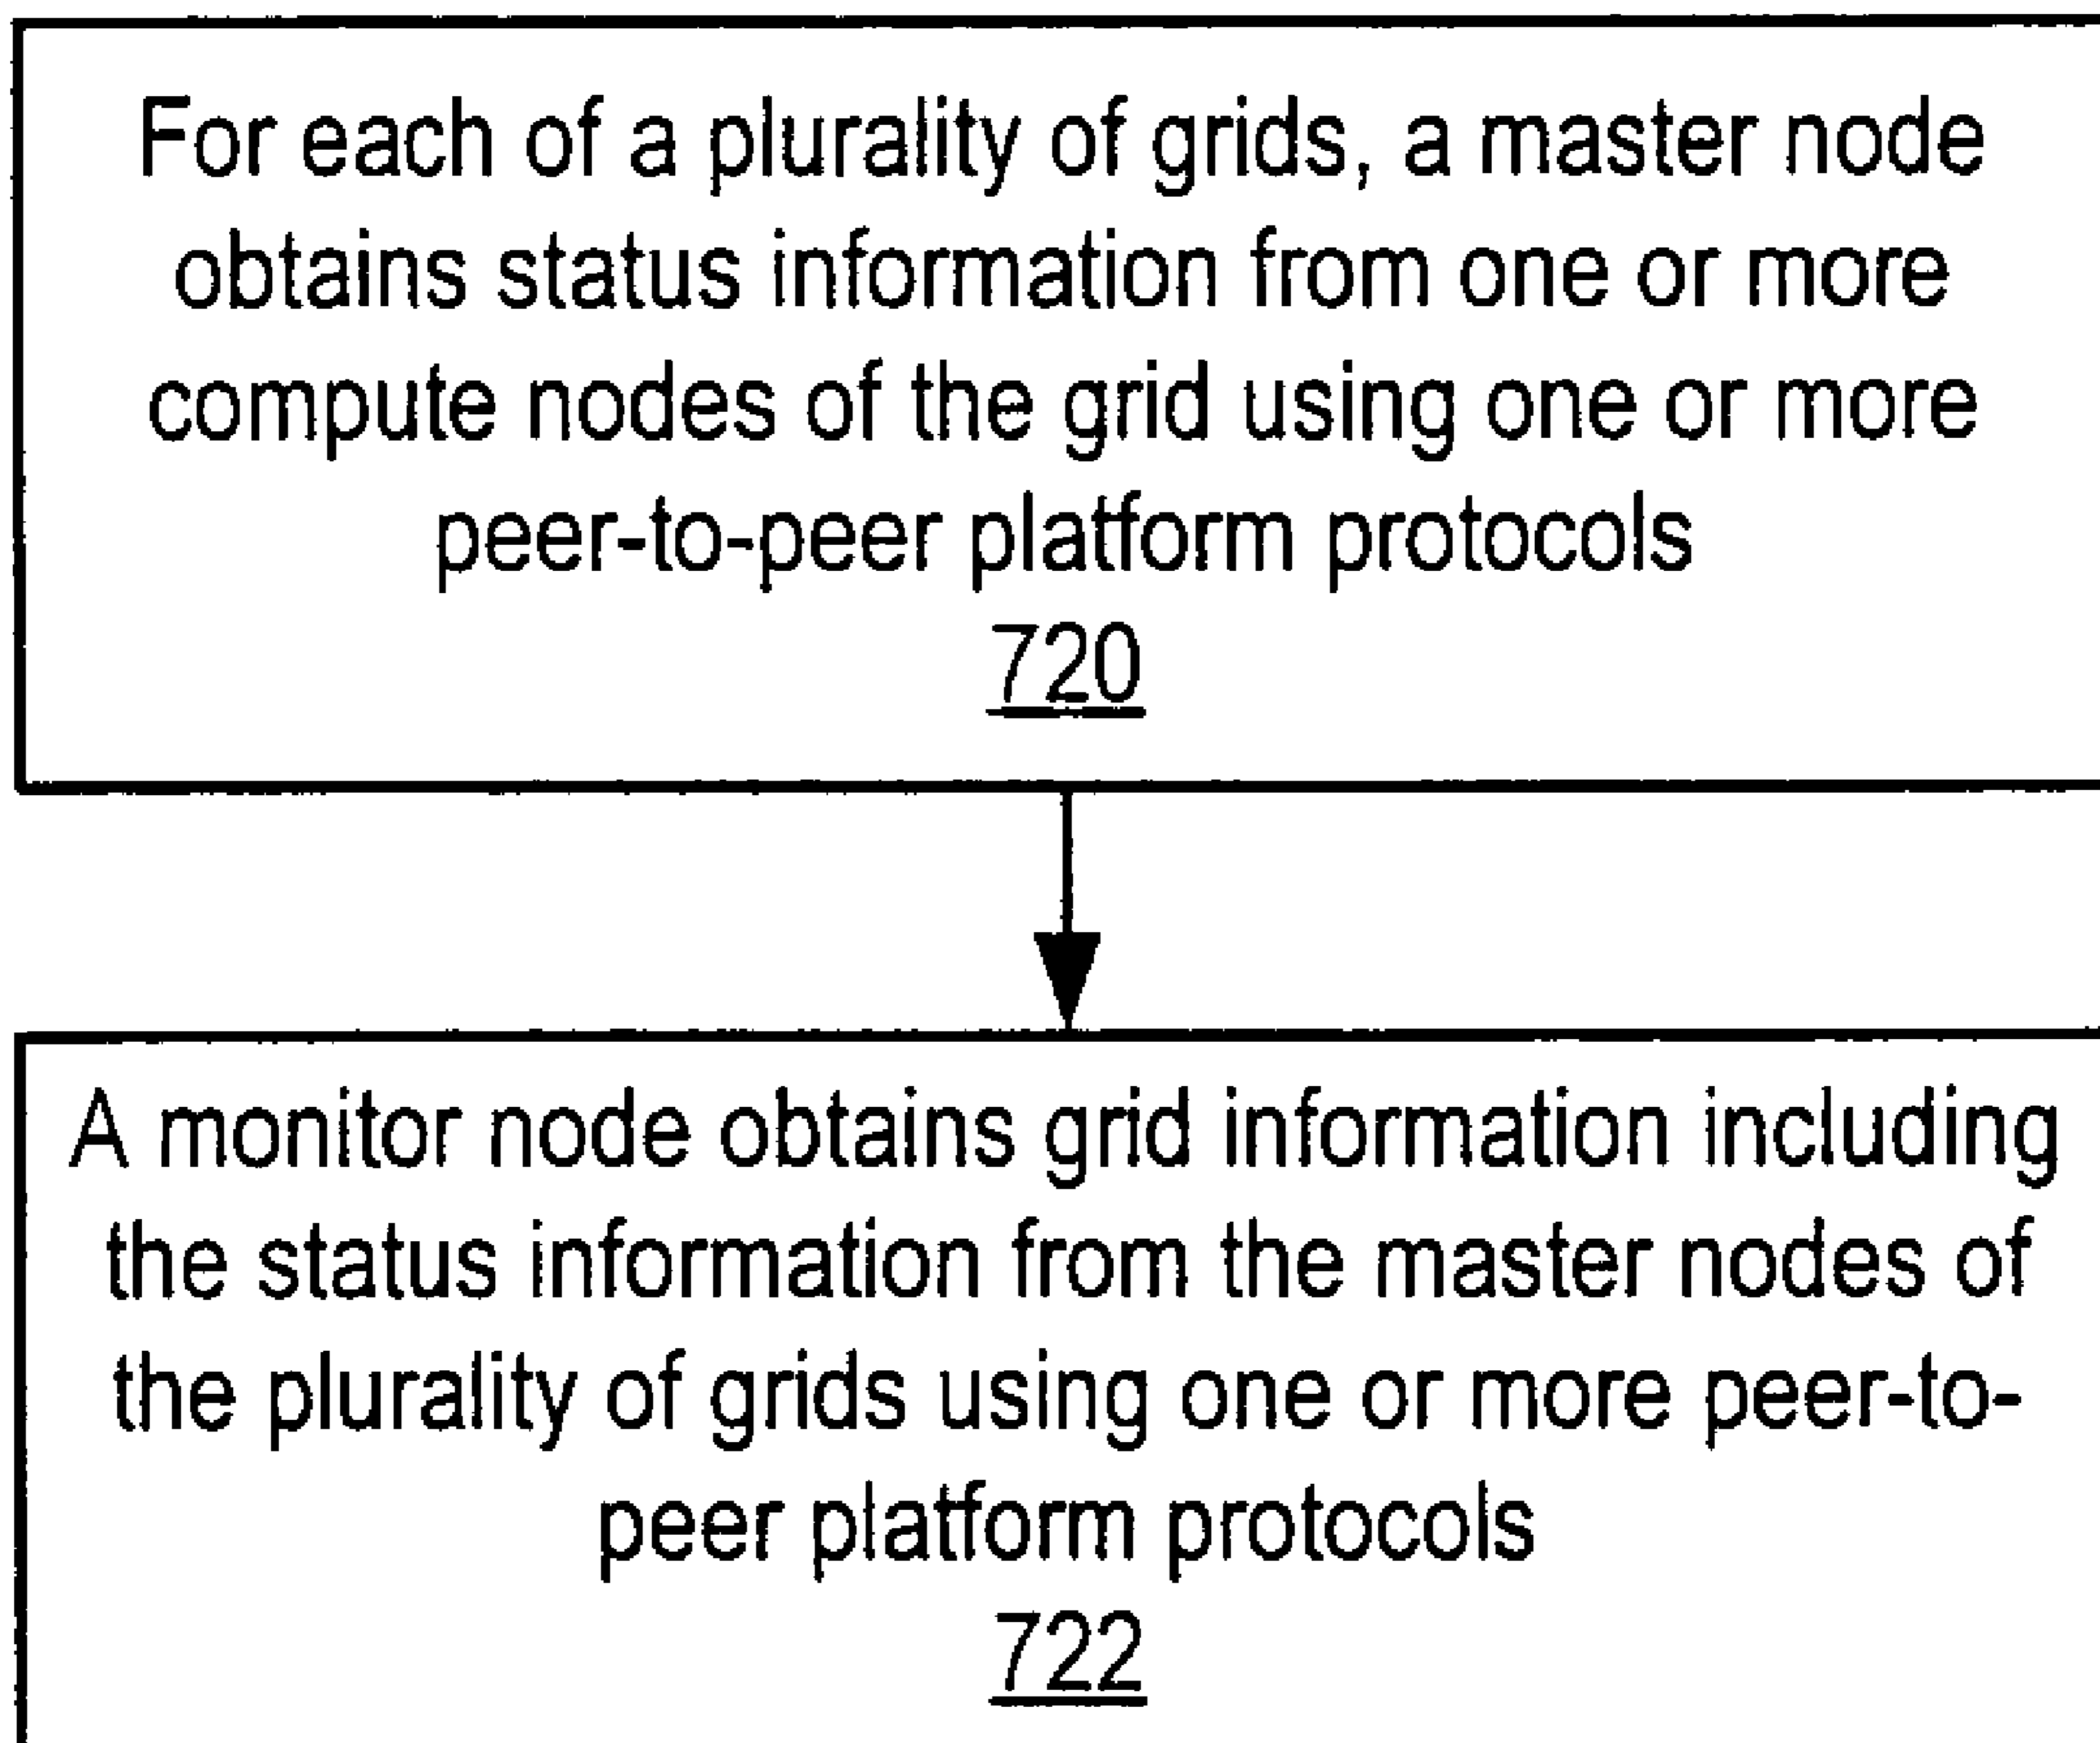 For each of a plurality of grids, a master node
obtains status information from one or more
compute nodes of the grid using one or more
peer-to-peer platform protocols
720
A monitor node obtains grid information including
the status information from the master nodes of
the plurality of grids using one or more peer-to-
peer platform protocols
722